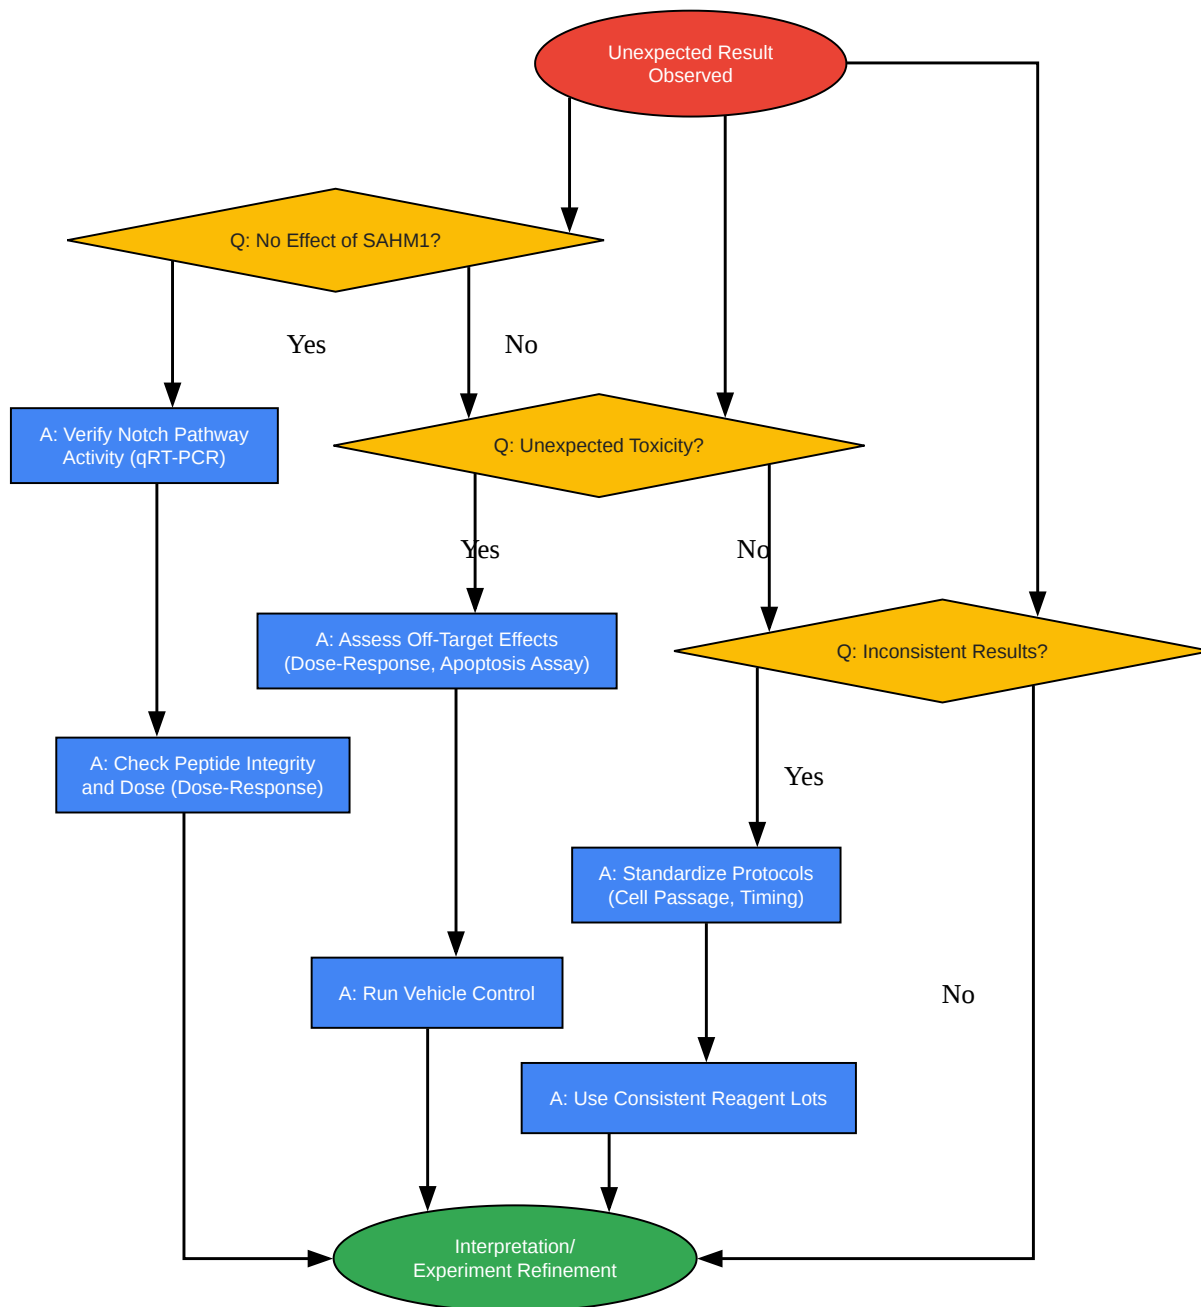 Unexpected Result
Observed
Q: No Effect of SAHM1?
Yes
No
A: Verify Notch Pathway
Activity (qRT-PCR)
Q: Unexpected Toxicity?
Yes
No
A: Assess Off-Target Effects
(Dose-Response, Apoptosis Assay)
Q: Inconsistent Results?
A: Check Peptide Integrity
and Dose (Dose-Response)
Yes
A: Standardize Protocols
(Cell Passage, Timing)
A: Run Vehicle Control
No
A: Use Consistent Reagent Lots
Interpretation/
Experiment Refinement